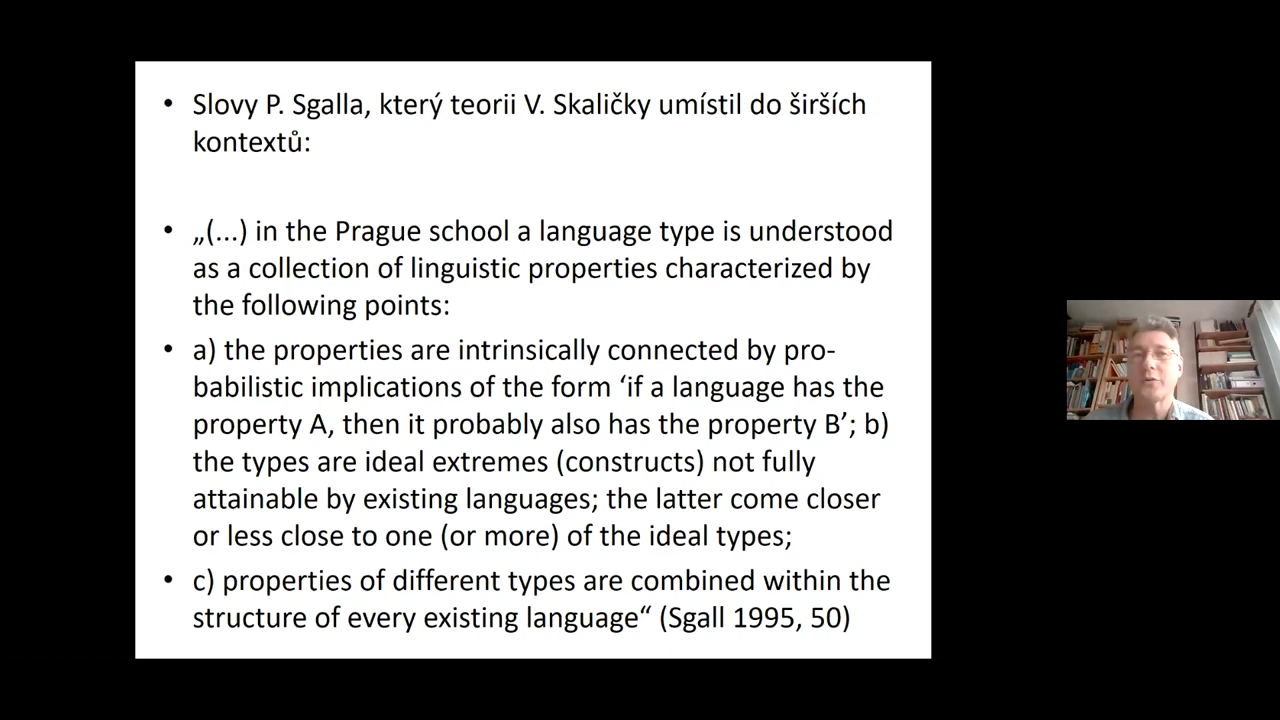 • Slovy P. Sgalla, který teorii V. Skaličky umístil do širších
kontextů:
• „(...) in the Prague school a language type is understood
as a collection of linguistic properties characterized by
the following points:
• a) the properties are intrinsically connected by pro-
babilistic implications of the form ‘if a language has the
property A, then it probably also has the property B’; b)
the types are ideal extremes (constructs) not fully
attainable by existing languages; the latter come closer
or less close to one (or more) of the ideal types;
• c) properties of different types are combined within the
structure of every existing language“ (Sgall 1995, 50)